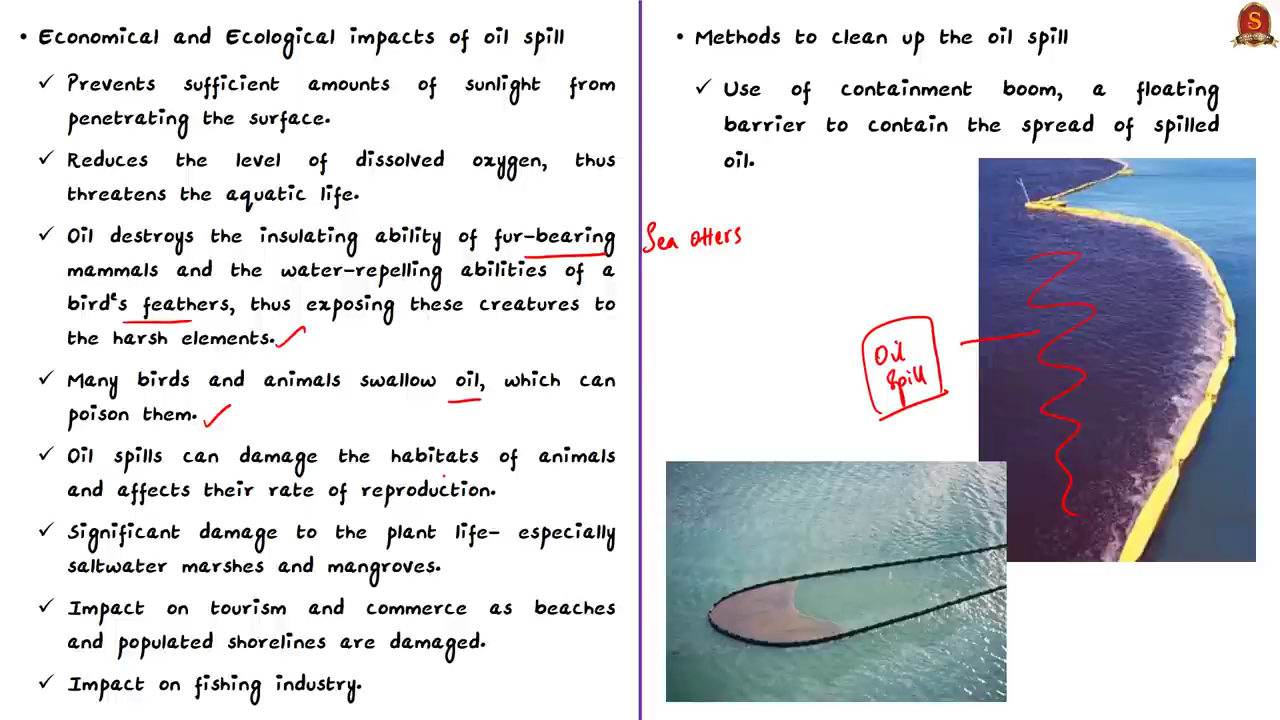 • Economical and Ecological impacts of oil spill
✓ Prevents sufficient amounts of sunlight from
penetrating the surface.
✓ Reduces the level of dissolved oxygen, thus
threatens the aquatic life.
✓ Oil destroys the insulating ability of fur-bearing
mammals and the water-repelling abilities of a
bird's feathers, thus exposing these creatures to
the harsh elements.
✓ Many birds and animals swallow oil, which can
poison them.
✓ Oil spills can damage the habitats of animals
and affects their rate of reproduction.
✓ Significant damage to the plant life- especially
saltwater marshes and mangroves.
✓ Impact on tourism and commerce as beaches
and populated shorelines are damaged.
✓ Impact on fishing industry.
Sea otters
• Methods to clean up the oil spill
✓ Use of containment boom, a floating
barrier to contain the spread of spilled
oil.
Oil
Spill
S